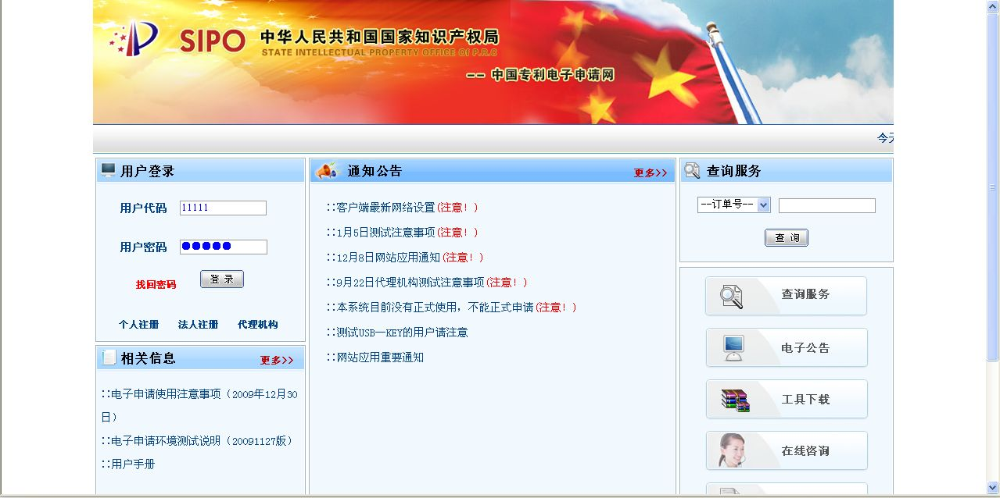 SIPO 中华人民共和国国家知识产权局
STATE INTELLECTUAL PROPERTY OFFICE OF P.R.C
-- 中国专利电子申请网
今天
用户登录
用户代码 11111
用户密码 ●●●●●
找回密码 登 录
个人注册 法人注册 代理机构
相关信息 更多>>
::电子申请使用注意事项（2009年12月30
日）
::电子申请环境测试说明（20091127版）
::用户手册
通知公告 更多>>
::客户端最新网络设置(注意！)
::1月5日测试注意事项(注意！)
::12月8日网站应用通知(注意！)
::9月22日代理机构测试注意事项(注意！)
::本系统目前没有正式使用，不能正式申请(注意！)
::测试USB—KEY的用户请注意
::网站应用重要通知
查询服务
--订单号--
查 询
查询服务
电子公告
工具下载
在线咨询